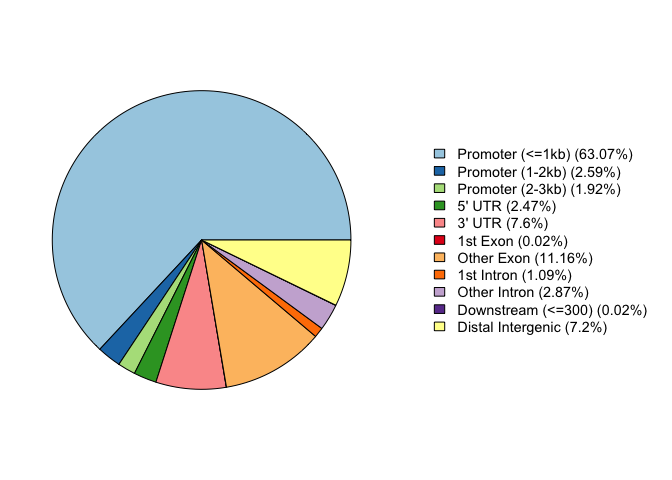 Promoter (<=1kb) (63.07%)
Promoter (1-2kb) (2.59%)
Promoter (2-3kb) (1.92%)
5' UTR (2.47%)
3' UTR (7.6%)
1st Exon (0.02%)
Other Exon (11.16%)
1st Intron (1.09%)
Other Intron (2.87%)
Downstream (<=300) (0.02%)
Distal Intergenic (7.2%)